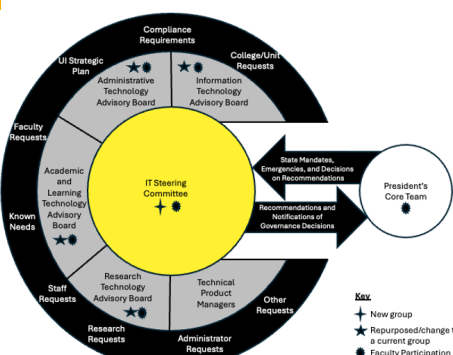 Compliance
Requirements
College/Unit
Requests
UI Strategic
Plan
Administrative
Technology
Advisory Board
Information
Technology
Advisory Board
Faculty
Requests
Academic
and
Learning
Technology
Advisory
Board
IT Steering
Committee
State Mandates,
Emergencies, and Decisions
on Recommendations
Recommendations and
Notifications of
Governance Decisions
President's
Core Team
Known
Needs
Staff
Requests
Research
Technology
Advisory Board
Technical
Product
Managers
Other
Requests
Research
Requests
Administrator
Requests
Key
New group
Repurposed/change
a current group
Faculty Participation